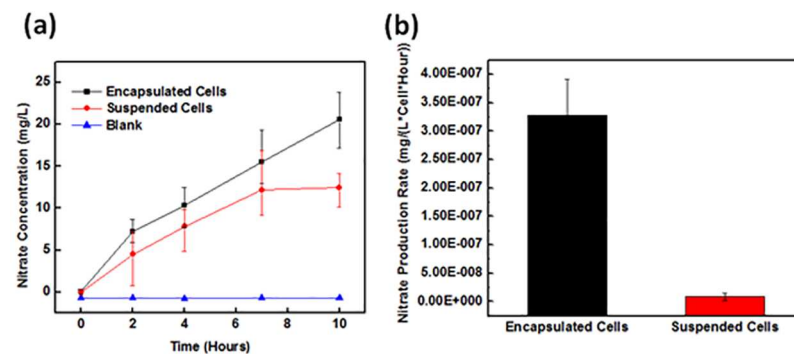 (a)
Nitrate Concentration (mg/L)
25
20
15
10
5
0
Encapsulated Cells
Suspended Cells
Blank
0 2 4 6 8 10
Time (Hours)
(b)
Nitrate Production Rate (mg/(L*Cell*Hour))
4.00E-007
3.50E-007
3.00E-007
2.50E-007
2.00E-007
1.50E-007
1.00E-007
5.00E-008
0.00E+000
Encapsulated Cells Suspended Cells